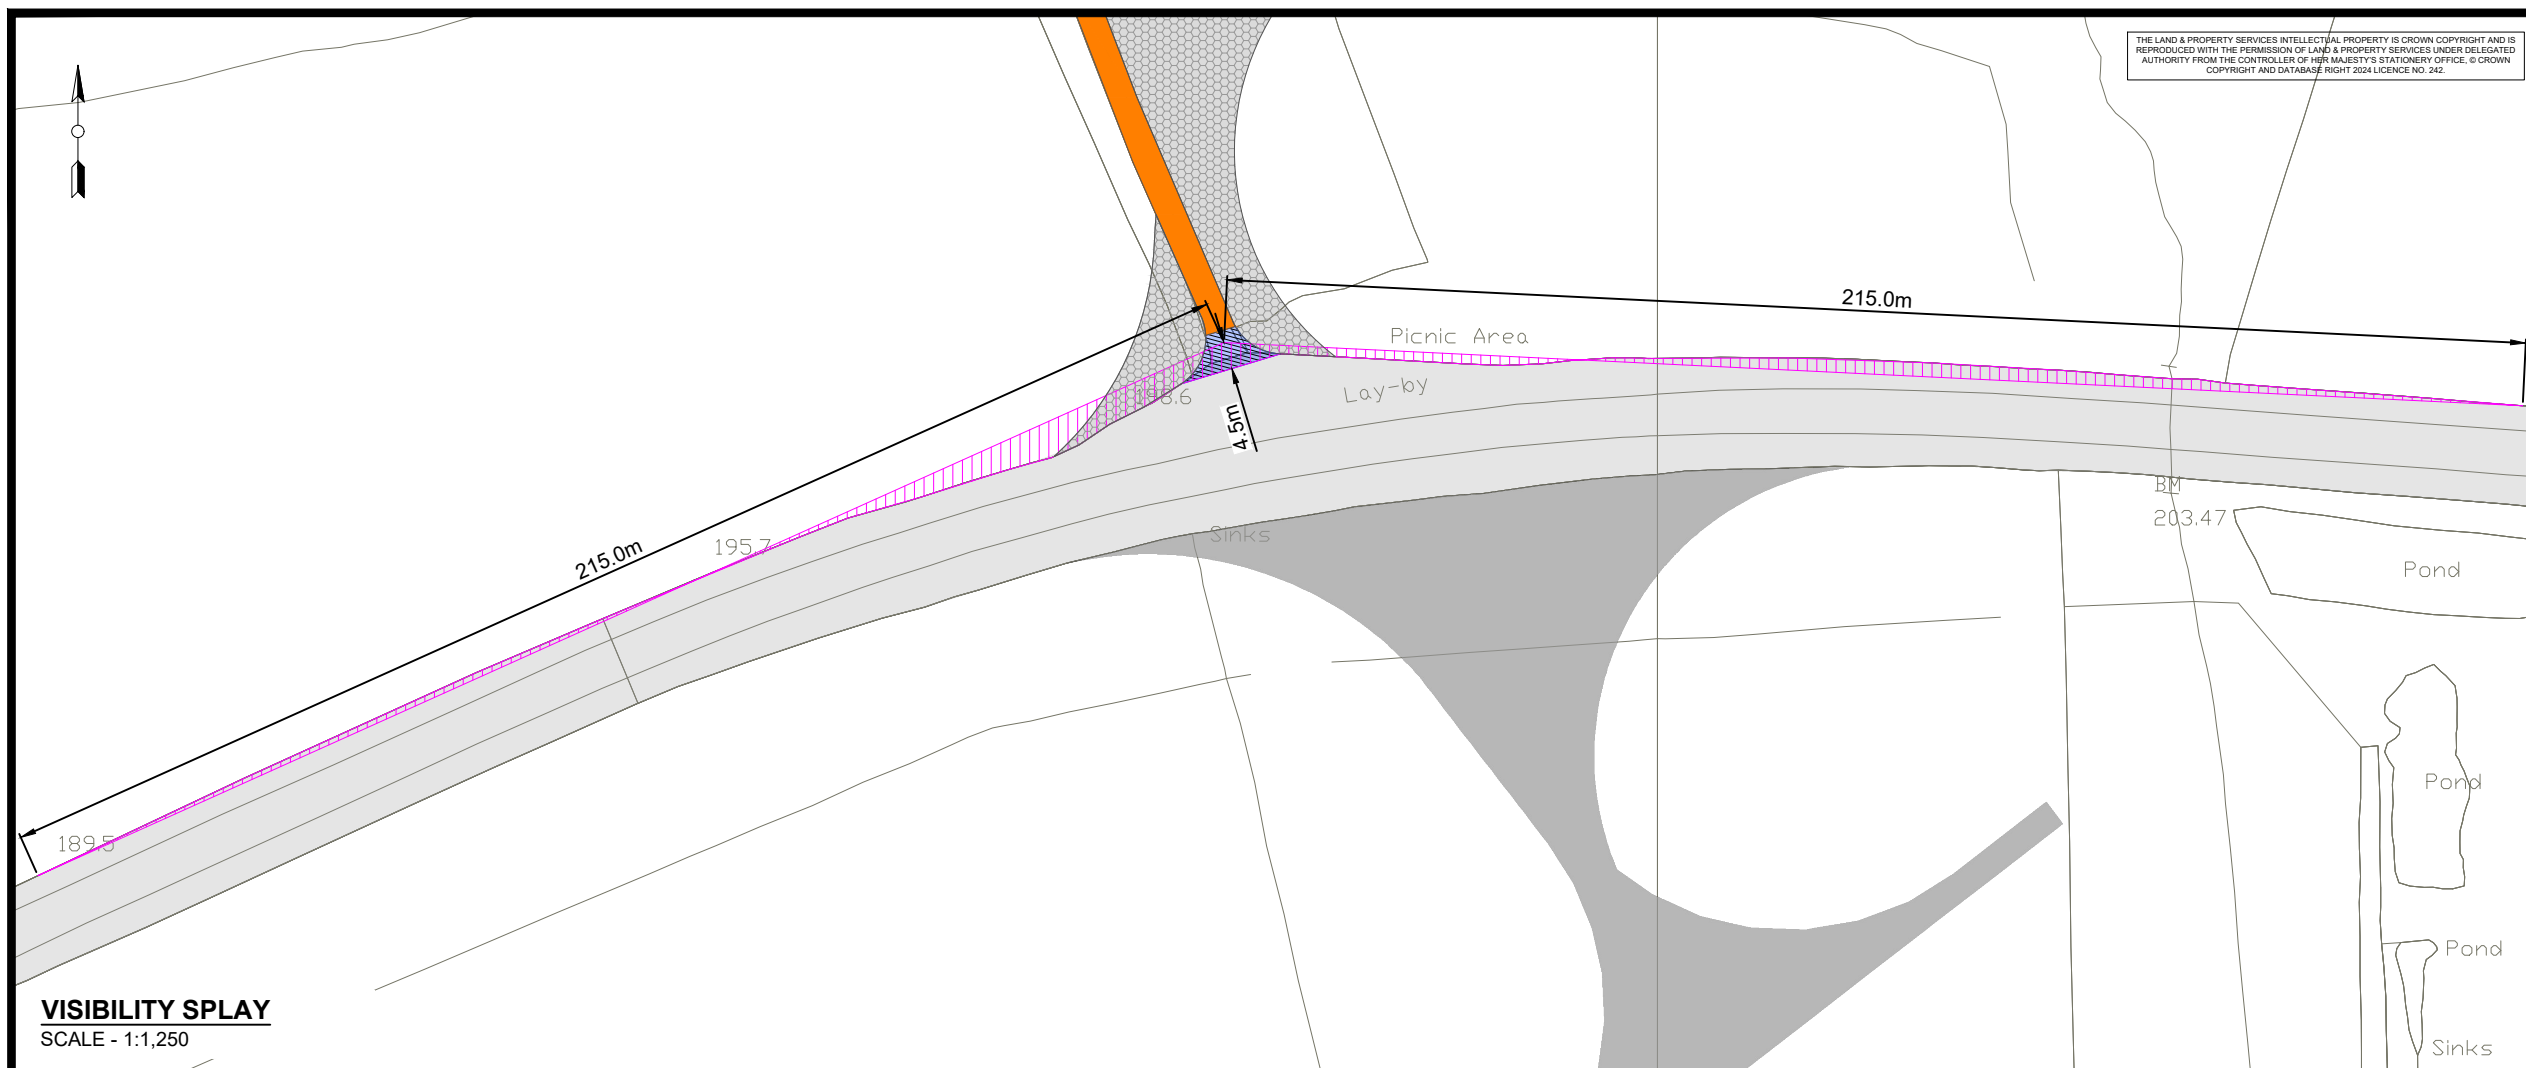 THE LAND & PROPERTY SERVICES INTELLECTUAL PROPERTY IS CROWN COPYRIGHT AND IS
REPRODUCED WITH THE PERMISSION OF LAND & PROPERTY SERVICES UNDER DELEGATED
AUTHORITY FROM THE CONTROLLER OF HER MAJESTY'S STATIONERY OFFICE, © CROWN
COPYRIGHT AND DATABASE RIGHT 2024 LICENCE NO. 242.
215.0m
Picnic Area
Lay-by
198.6
4.5m
BM
203.47
Sinks
195.7
215.0m
Pond
Pond
189.5
Pond
VISIBILITY SPLAY
SCALE - 1:1,250
Sinks